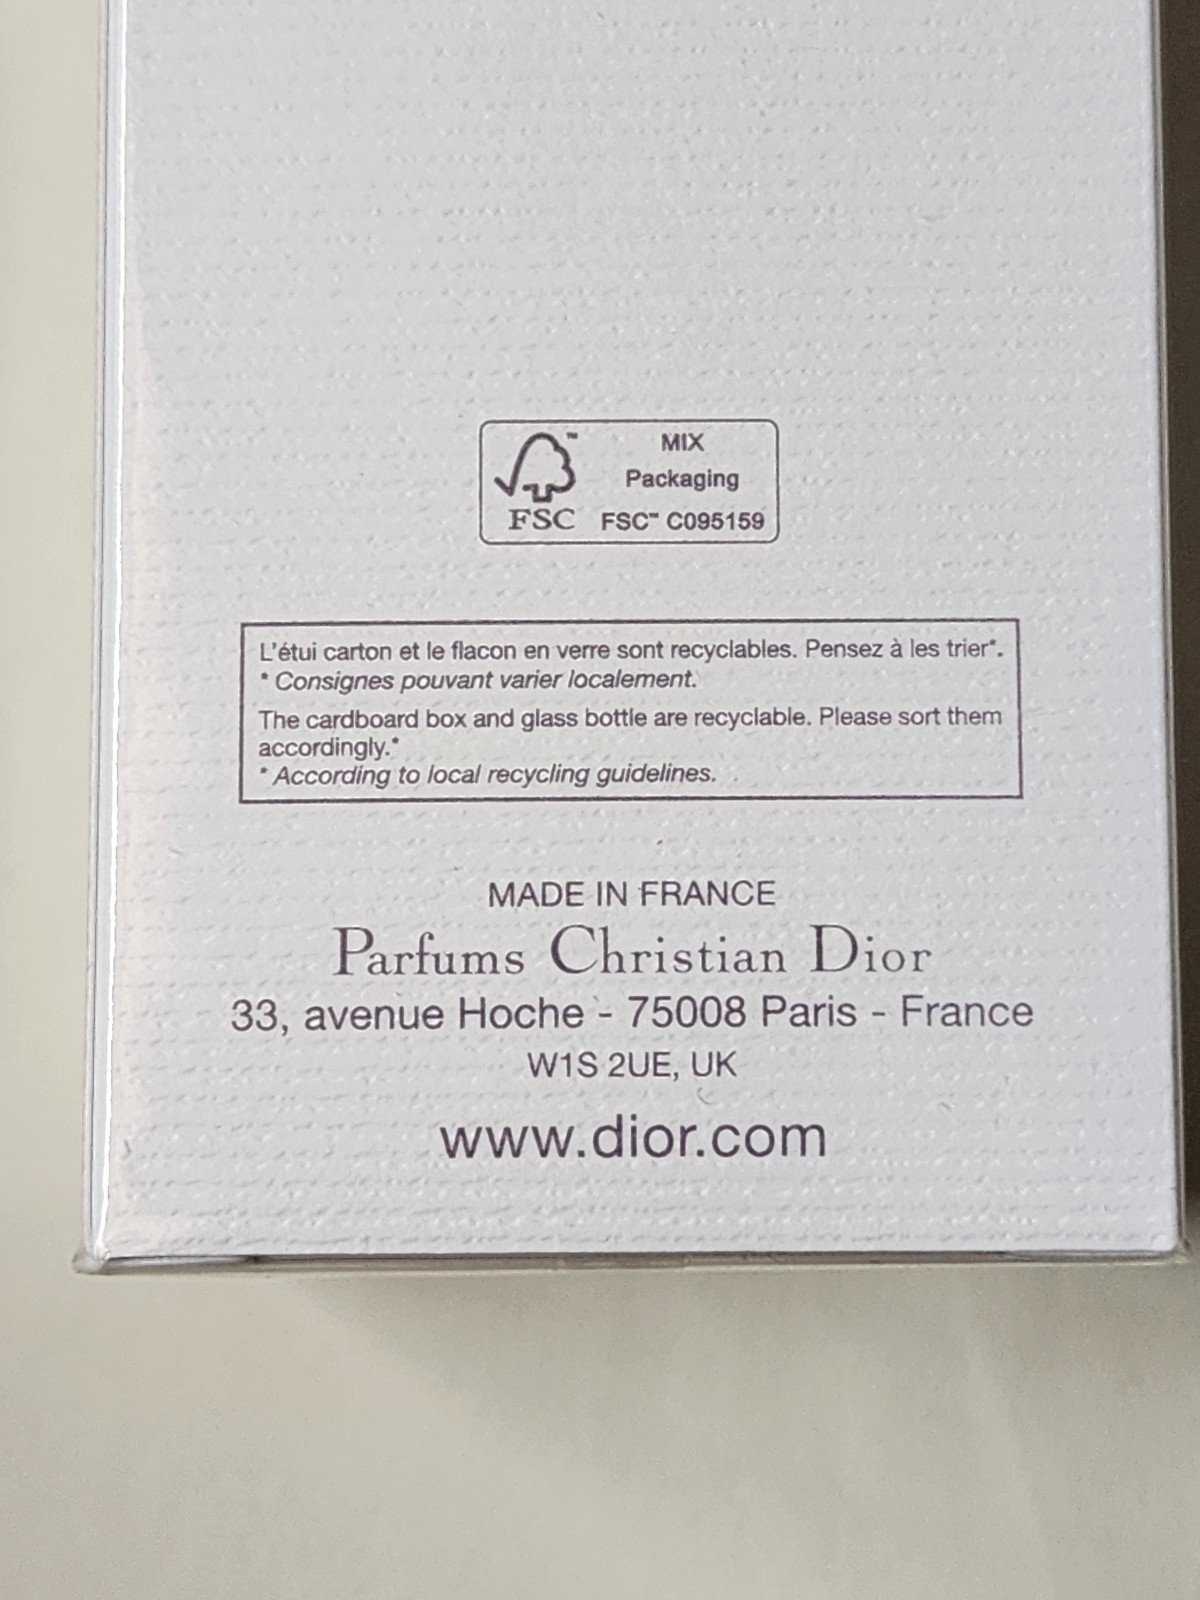 MIX
Packaging
FSC FSC™ C095159
L'étui carton et le flacon en verre sont recyclables. Pensez à les trier*.
* Consignes pouvant varier localement.
The cardboard box and glass bottle are recyclable. Please sort them
accordingly.*
* According to local recycling guidelines.
MADE IN FRANCE
Parfums Christian Dior
33, avenue Hoche - 75008 Paris - France
W1S 2UE, UK
www.dior.com